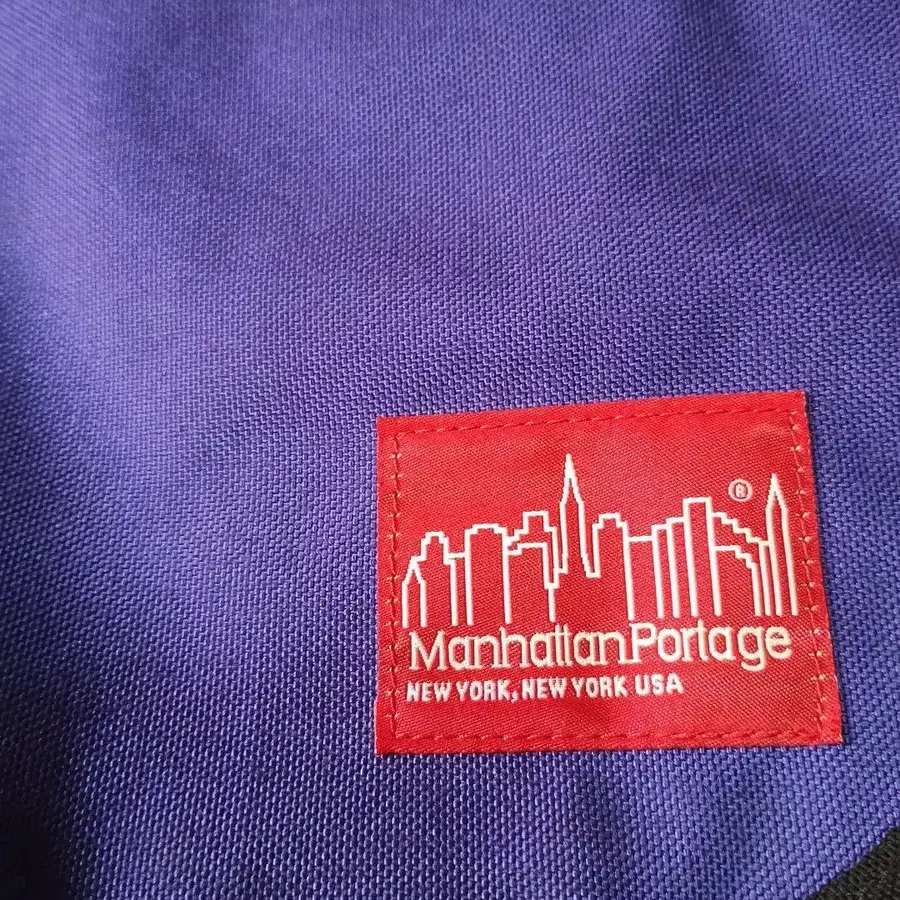 ®
ManhattanPortage
NEW YORK, NEW YORK USA